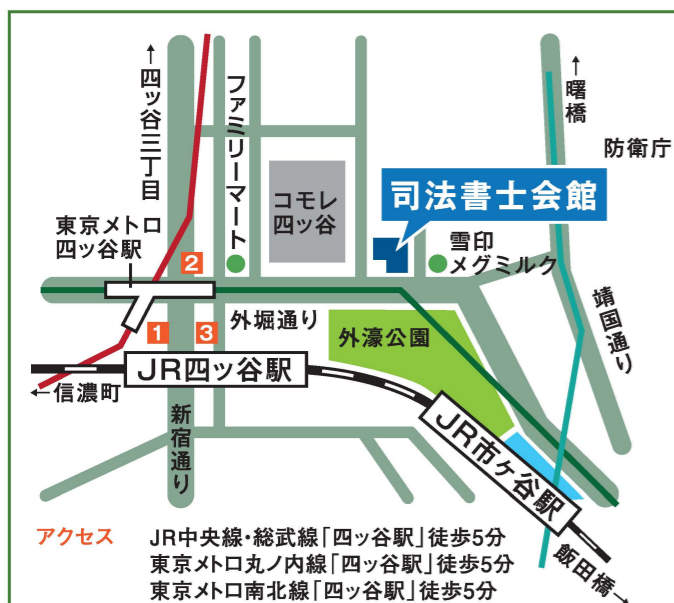 ←四ッ谷三丁目
ファミリーマート
←曙橋
防衛庁
コモレ
四ッ谷
司法書士会館
東京メトロ
四ッ谷駅
雪印
メグミルク
2
靖国通り
1
3
外堀通り
外濠公園
JR四ッ谷駅
←信濃町
新宿通り
JR市ヶ谷駅
飯田橋→
アクセス
JR中央線・総武線「四ッ谷駅」徒歩5分
東京メトロ丸ノ内線「四ッ谷駅」徒歩5分
東京メトロ南北線「四ッ谷駅」徒歩5分